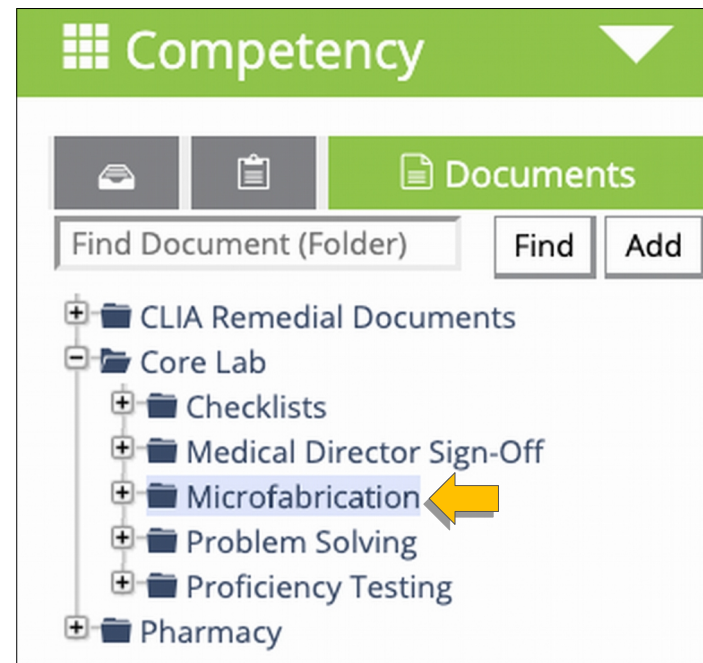 Competency
Documents
Find Document (Folder) Find Add
CLIA Remedial Documents
Core Lab
Checklists
Medical Director Sign-Off
Microfabrication
Problem Solving
Proficiency Testing
Pharmacy